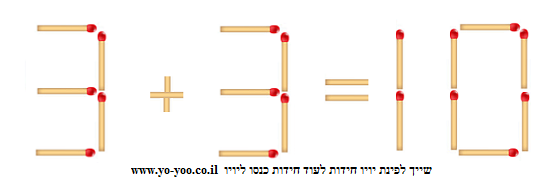 3 + 3 = 10
שייך לפינת יויו חידות לעוד חידות כנסו ליויו www.yo-yoo.co.il